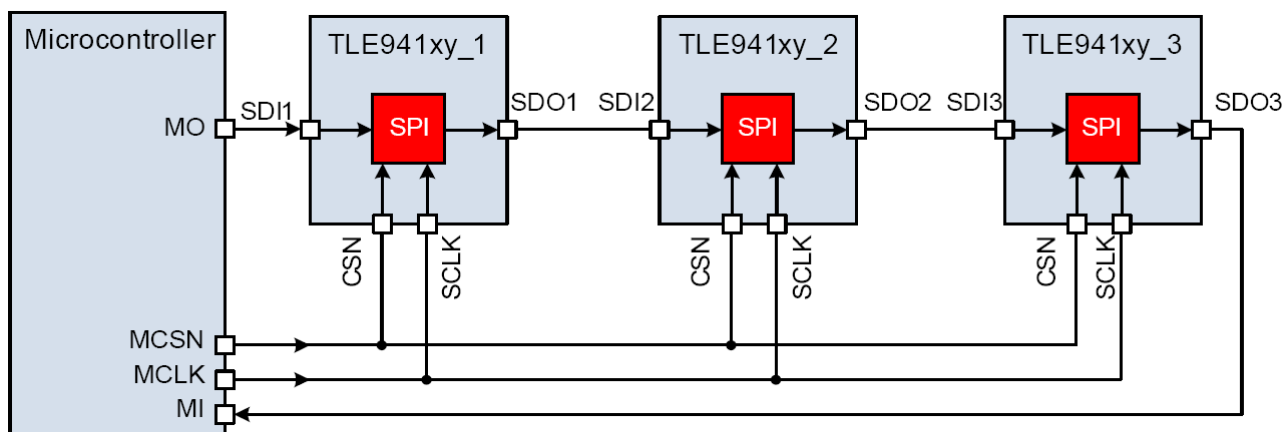 Microcontroller
TLE941xy_1
TLE941xy_2
TLE941xy_3
MO
SDI1
SPI
SDO1
SDI2
SPI
SDO2
SDI3
SPI
SDO3
CSN
SCLK
CSN
SCLK
CSN
SCLK
MCSN
MCLK
MI